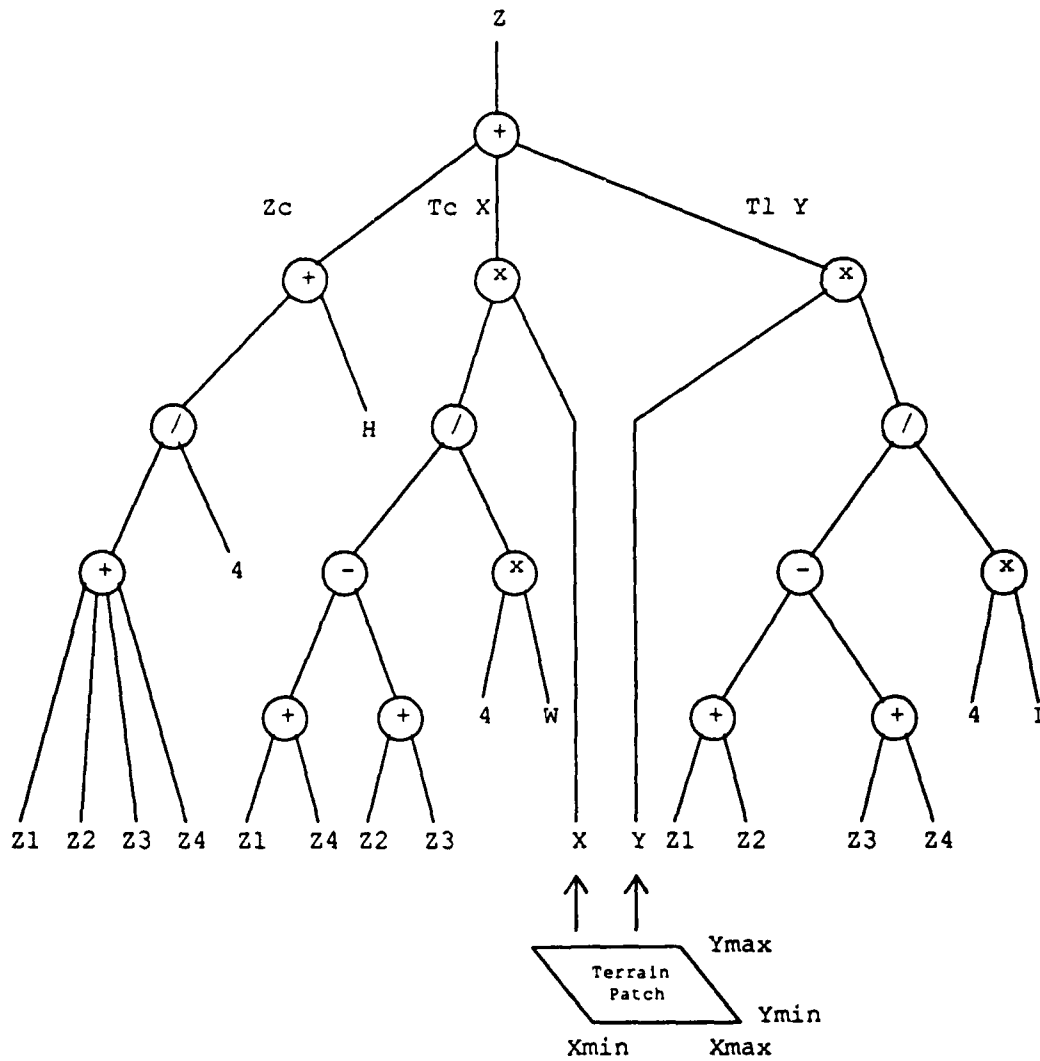 Z
+
Zc Tc X Tl Y
+ x x
/ H / /
+ 4 - x - x
+ + 4 W + + 4
Z1 Z2 Z3 Z4 Z1 Z4 Z2 Z3 X Y Z1 Z2 Z3 Z4
Ymax
Terrain
Patch
Ymin
Xmin Xmax